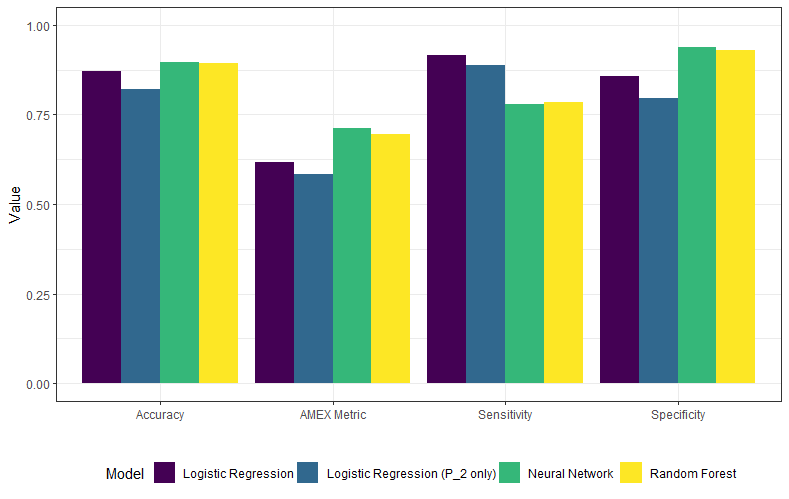 1.00
0.75
0.50
0.25
0.00
Value
Accuracy AMEX Metric Sensitivity Specificity
Model Logistic Regression Logistic Regression (P_2 only) Neural Network Random Forest